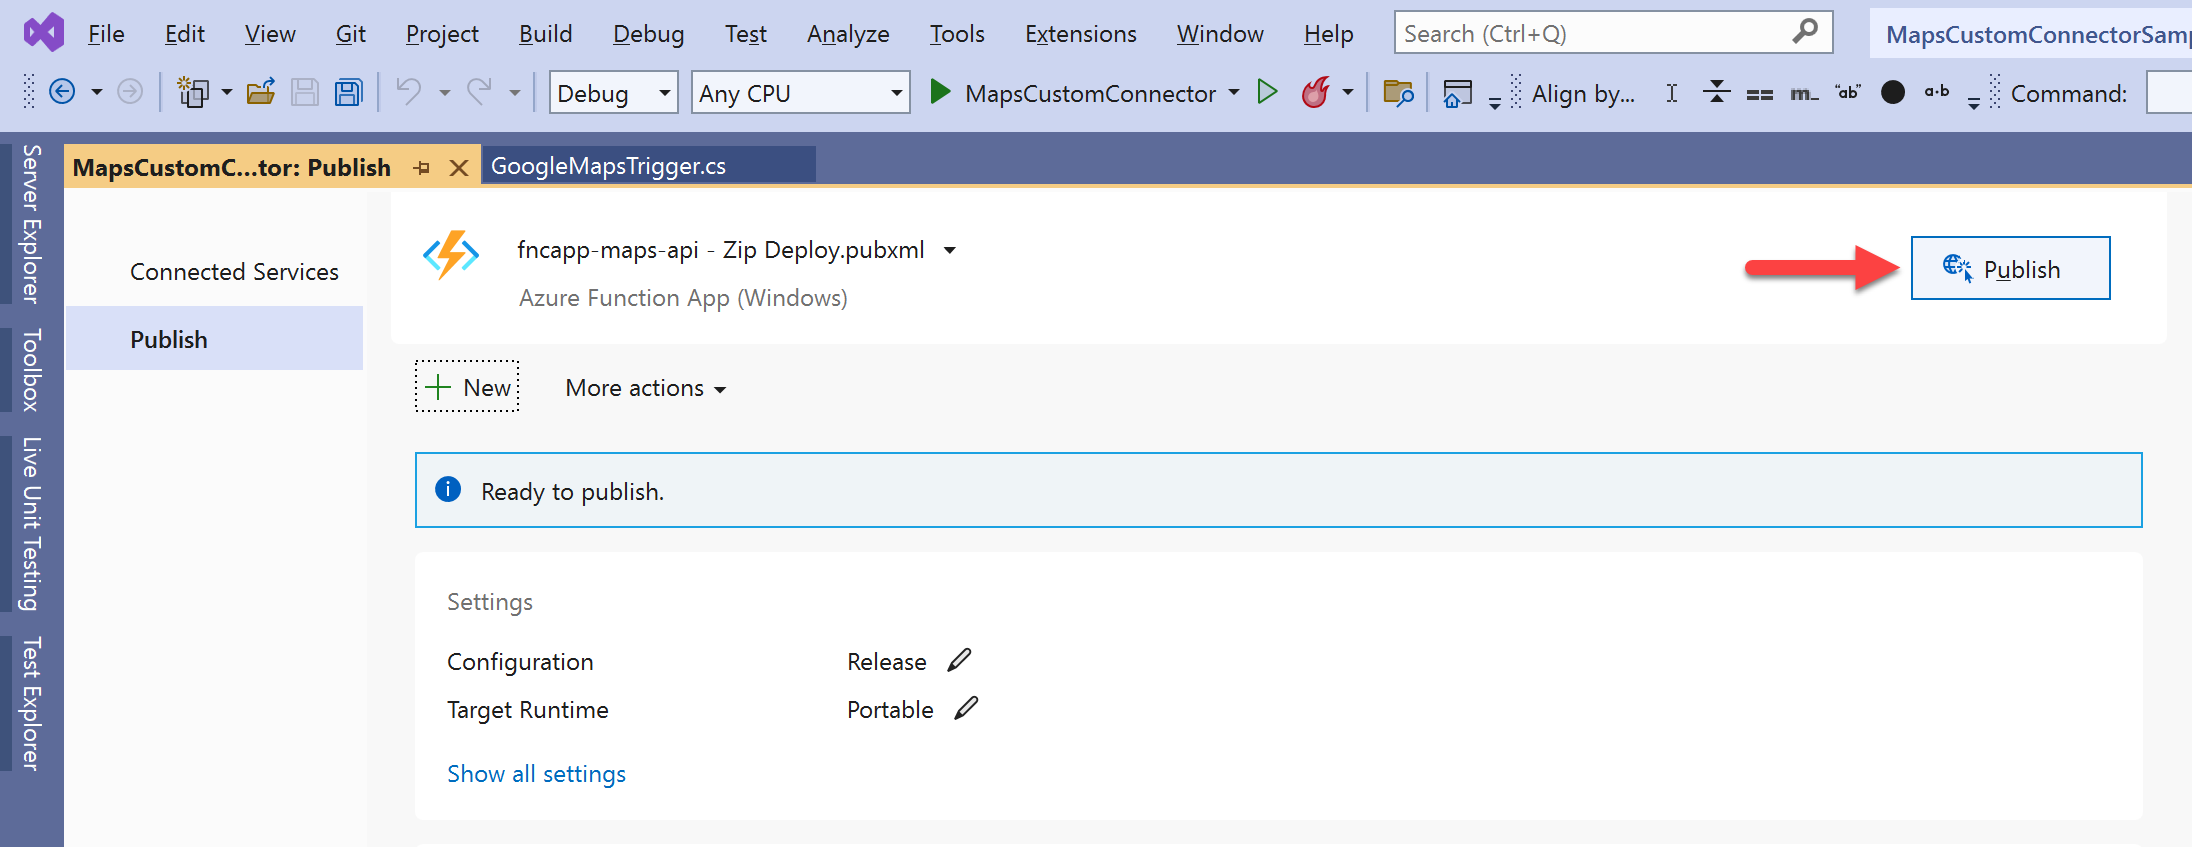 File Edit View Git Project Build Debug Test Analyze Tools Extensions Window Help Search (Ctrl+Q) MapsCustomConnectorSamp
Debug Any CPU MapsCustomConnector Align by... == m_ "ab" a-b Command:
MapsCustomC...tor: Publish GoogleMapsTrigger.cs
Server Explorer
Toolbox
Live Unit Testing
Test Explorer
Connected Services
Publish
fncapp-maps-api - Zip Deploy.pubxml
Azure Function App (Windows)
Publish
New More actions
Ready to publish.
Settings
Configuration Release
Target Runtime Portable
Show all settings